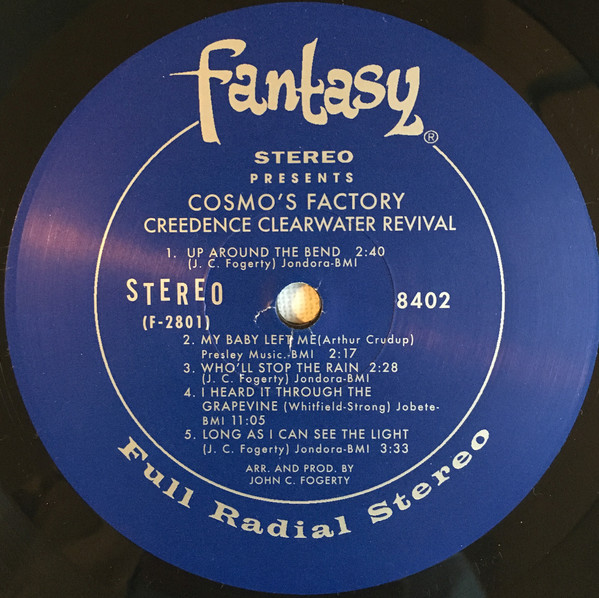 fantasy®
STEREO
PRESENTS
COSMO'S FACTORY
CREEDENCE CLEARWATER REVIVAL
1. UP AROUND THE BEND 2:40
(J. C. Fogerty) Jondora-BMI
STEREO
(F-2801)
8402
2. MY BABY LEFT ME(Arthur Crudup)
Presley Music.-BMI 2:17
3. WHO'LL STOP THE RAIN 2:28
(J. C. Fogerty) Jondora-BMI
4. I HEARD IT THROUGH THE
GRAPEVINE (Whitfield-Strong) Jobete-
BMI 11:05
5. LONG AS I CAN SEE THE LIGHT
(J. C. Fogerty) Jondora-BMI 3:33
ARR. AND PROD. BY
JOHN C. FOGERTY
Full Radial Stereo